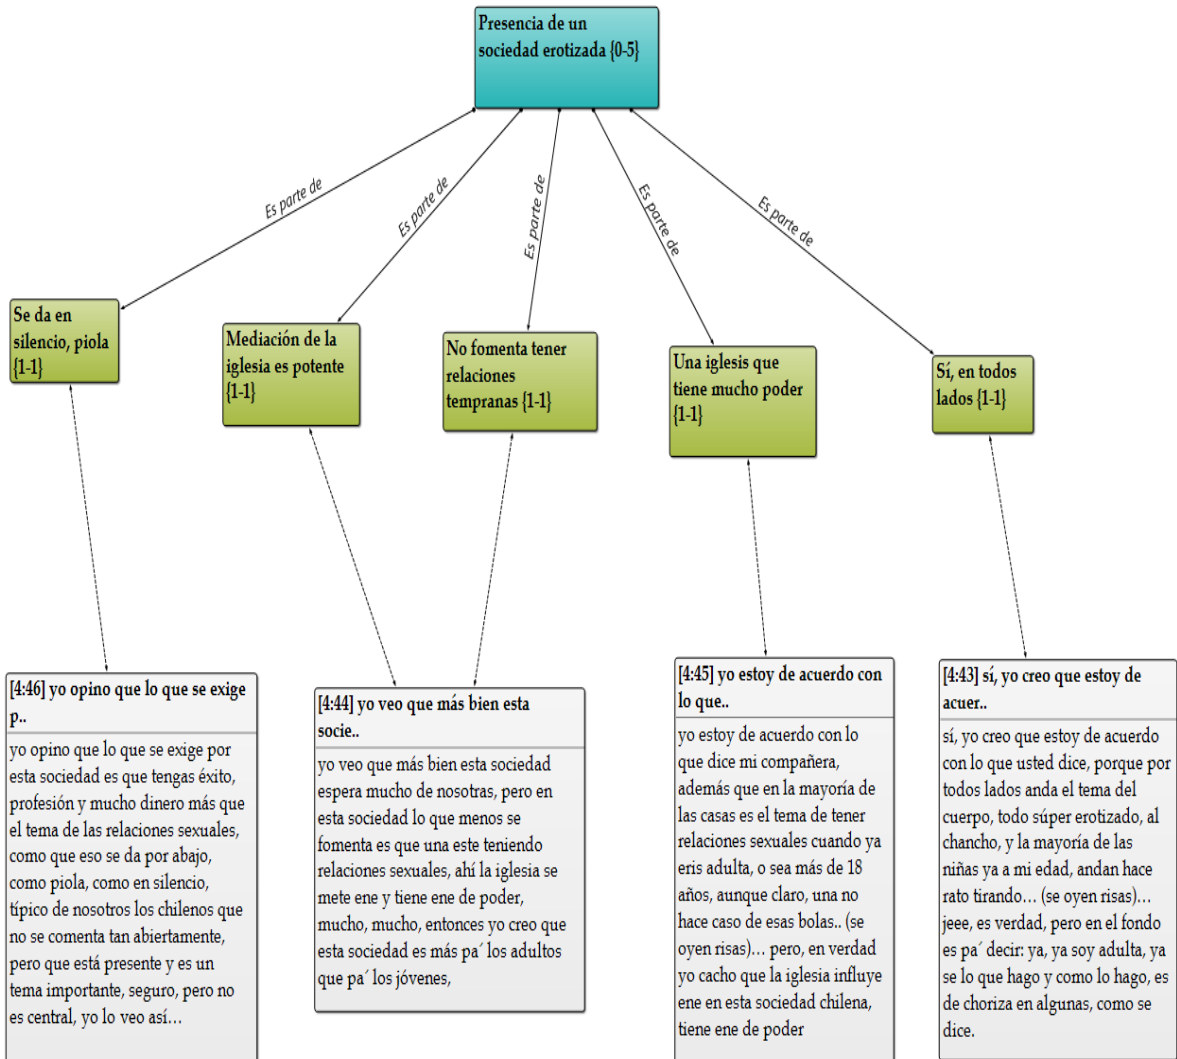 Presencia de un
sociedad erotizada {0-5}
Es parte de
Es parte de
Es parte de
Es parte de
Es parte de
Se da en
silencio, piola
{1-1}
Mediación de la
iglesia es potente
{1-1}
No fomenta tener
relaciones
tempranas {1-1}
Una iglesis que
tiene mucho poder
{1-1}
Sí, en todos
lados {1-1}
[4:46] yo opino que lo que se exige
p..
yo opino que lo que se exige por
esta sociedad es que tengas éxito,
profesión y mucho dinero más que
el tema de las relaciones sexuales,
como que eso se da por abajo,
como piola, como en silencio,
típico de nosotros los chilenos que
no se comenta tan abiertamente,
pero que está presente y es un
tema importante, seguro, pero no
es central, yo lo veo así...
[4:44] yo veo que más bien esta
socie..
yo veo que más bien esta sociedad
espera mucho de nosotras, pero en
esta sociedad lo que menos se
fomenta es que una este teniendo
relaciones sexuales, ahí la iglesia se
mete ene y tiene ene de poder,
mucho, mucho, entonces yo creo que
esta sociedad es más pa´ los adultos
que pa´ los jóvenes,
[4:45] yo estoy de acuerdo con
lo que..
yo estoy de acuerdo con lo
que dice mi compañera,
además que en la mayoría de
las casas es el tema de tener
relaciones sexuales cuando ya
eris adulta, o sea más de 18
años, aunque claro, una no
hace caso de esas bolas.. (se
oyen risas)... pero, en verdad
yo cacho que la iglesia influye
ene en esta sociedad chilena,
tiene ene de poder
[4:43] sí, yo creo que estoy de
acuer..
sí, yo creo que estoy de acuerdo
con lo que usted dice, porque por
todos lados anda el tema del
cuerpo, todo súper erotizado, al
chancho, y la mayoría de las
niñas ya a mi edad, andan hace
rato tirando... (se oyen risas)...
jeee, es verdad, pero en el fondo
es pa´ decir: ya, ya soy adulta, ya
se lo que hago y como lo hago, es
de choriza en algunas, como se
dice.